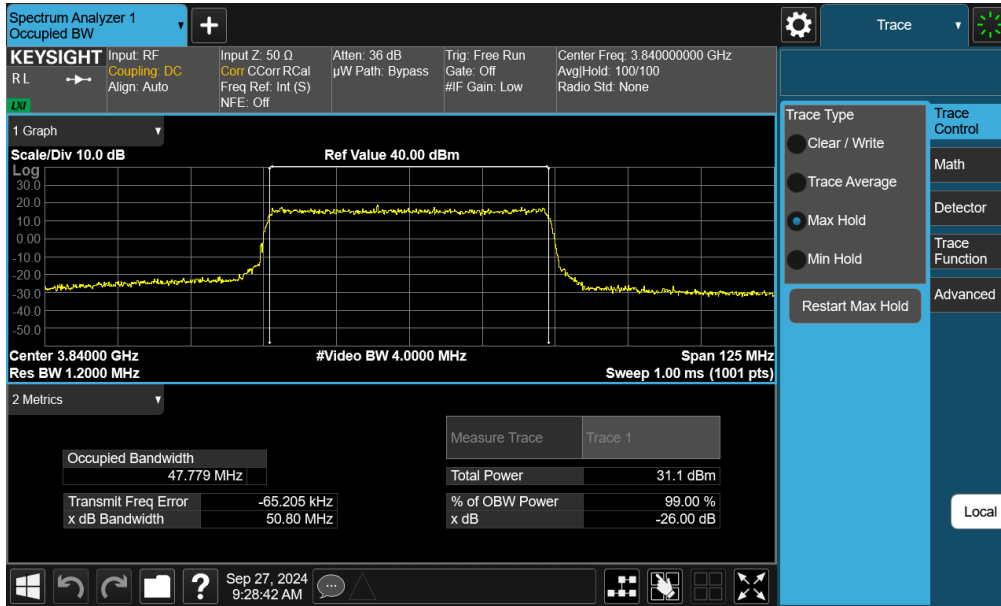 Spectrum Analyzer 1
Occupied BW
+
Trace
KEYSIGHT
R L
LXI
Input: RF
Coupling: DC
Align: Auto
Input Z: 50 Ω
Corr CCorr RCal
Freq Ref: Int (S)
NFE: Off
Atten: 36 dB
µW Path: Bypass
Trig: Free Run
Gate: Off
#IF Gain: Low
Center Freq: 3.840000000 GHz
Avg|Hold: 100/100
Radio Std: None
1 Graph
Scale/Div 10.0 dB
Ref Value 40.00 dBm
Log
30.0
20.0
10.0
0.00
-10.0
-20.0
-30.0
-40.0
-50.0
Center 3.84000 GHz
#Video BW 4.0000 MHz
Span 125 MHz
Res BW 1.2000 MHz
Sweep 1.00 ms (1001 pts)
2 Metrics
Measure Trace Trace 1
Occupied Bandwidth
47.779 MHz
Total Power 31.1 dBm
Transmit Freq Error -65.205 kHz
% of OBW Power 99.00 %
x dB Bandwidth 50.80 MHz
x dB -26.00 dB
Trace Type
Clear / Write
Trace Average
Max Hold
Min Hold
Restart Max Hold
Trace
Control
Math
Detector
Trace
Function
Advanced
Local
?
Sep 27, 2024
9:28:42 AM